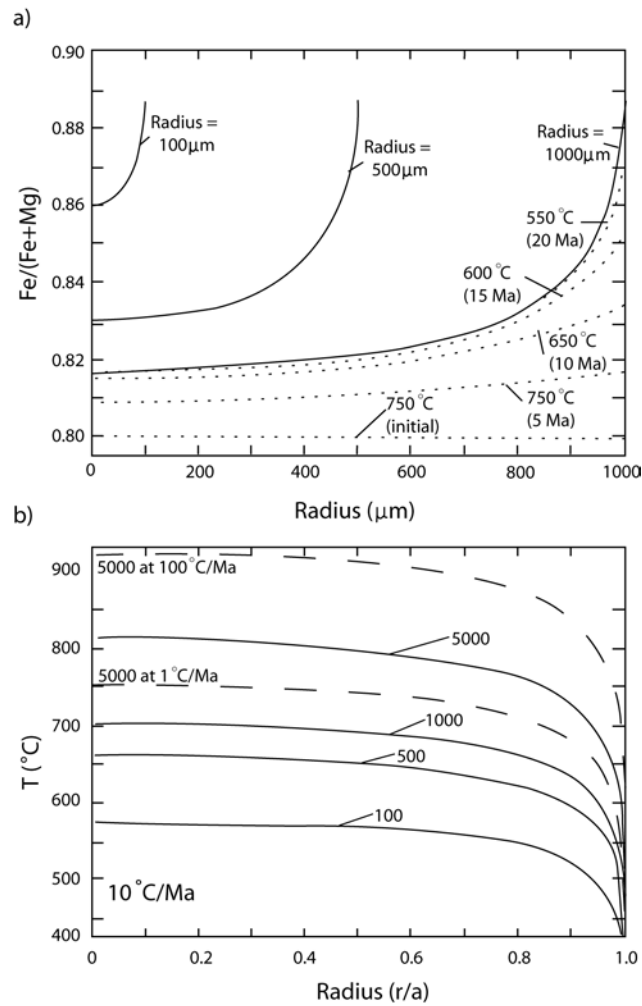 a)
0.90
0.88
0.86
0.84
0.82
0.80
Fe/(Fe+Mg)
Radius =
100μm
Radius =
500μm
Radius =
1000μm
550 °C
(20 Ma)
600 °C
(15 Ma)
650 °C
(10 Ma)
750 °C
(initial)
750 °C
(5 Ma)
0 200 400 600 800 1000
Radius (μm)
b)
900
800
700
600
500
400
T (°C)
5000 at 100°C/Ma
5000
5000 at 1°C/Ma
1000
500
100
10°C/Ma
0 0.2 0.4 0.6 0.8 1.0
Radius (r/a)